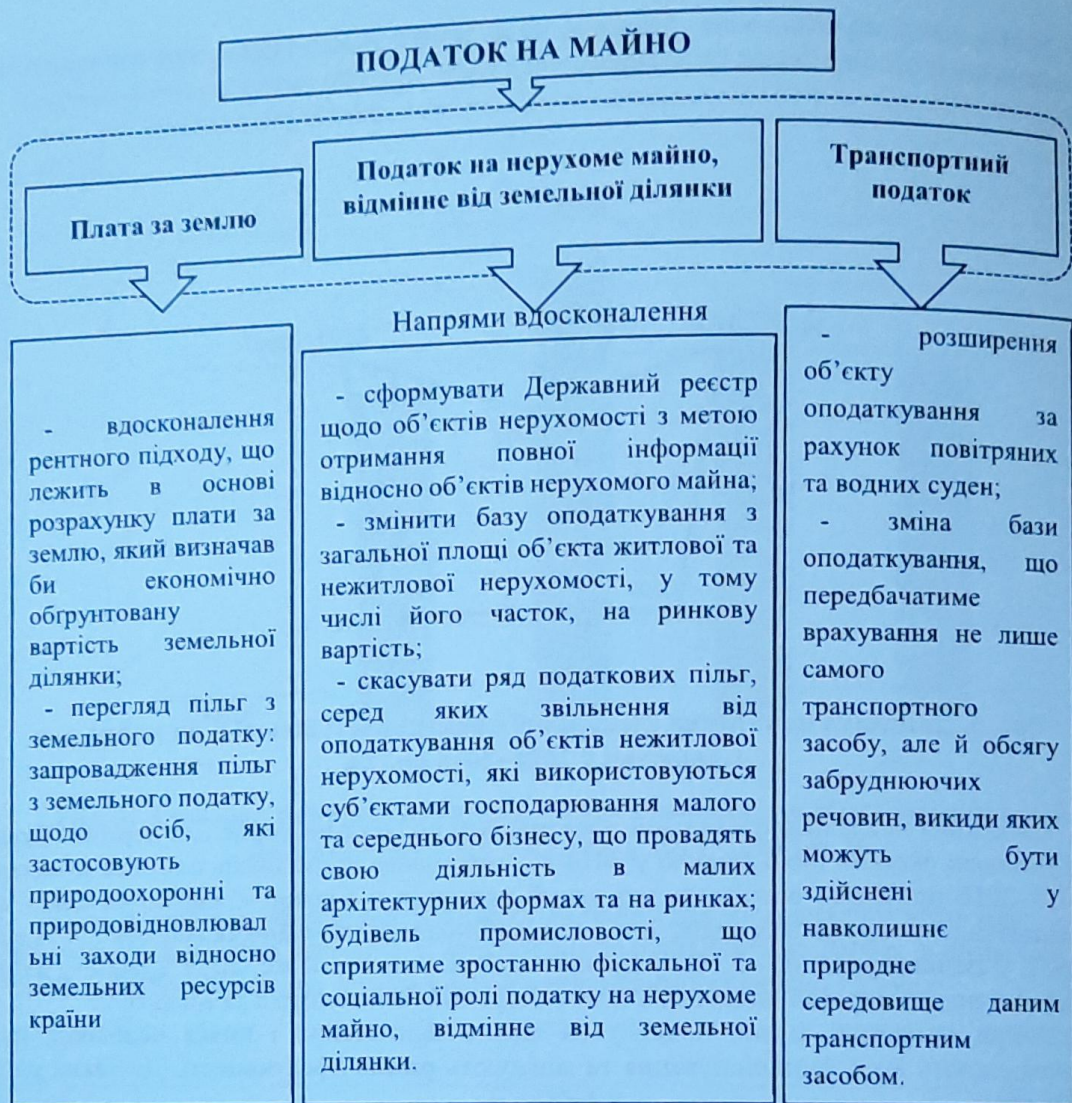 ПОДАТОК НА МАЙНО
Плата за землю
Податок на нерухоме майно,
відмінне від земельної ділянки
Транспортний
податок
Напрями вдосконалення
- вдосконалення
рентного підходу, що
лежить в основі
розрахунку плати за
землю, який визначав
би економічно
обґрунтовану
вартість земельної
ділянки;
- перегляд пільг з
земельного податку:
запровадження пільг
з земельного податку,
щодо осіб, які
застосовують
природоохоронні та
природовідновлювал
ьні заходи відносно
земельних ресурсів
країни
- сформувати Державний реєстр
щодо об’єктів нерухомості з метою
отримання повної інформації
відносно об’єктів нерухомого майна;
- змінити базу оподаткування з
загальної площі об’єкта житлової та
нежитлової нерухомості, у тому
числі його часток, на ринкову
вартість;
- скасувати ряд податкових пільг,
серед яких звільнення від
оподаткування об’єктів нежитлової
нерухомості, які використовуються
суб’єктами господарювання малого
та середнього бізнесу, що провадять
свою діяльність в малих
архітектурних формах та на ринках;
будівель промисловості, що
сприятиме зростанню фіскальної та
соціальної ролі податку на нерухоме
майно, відмінне від земельної
ділянки.
- розширення
об’єкту
оподаткування за
рахунок повітряних
та водних суден;
- зміна бази
оподаткування, що
передбачатиме
врахування не лише
самого
транспортного
засобу, але й обсягу
забруднюючих
речовин, викиди яких
можуть бути
здійснені у
навколишнє
природне
середовище даним
транспортним
засобом.